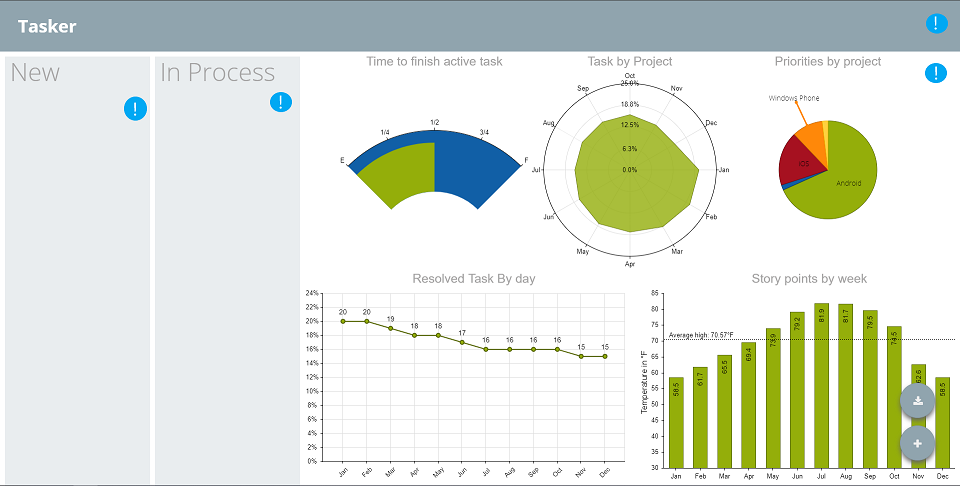 Tasker
!
New
!
In Process
!
!
Time to finish active task
E
1/4
1/2
3/4
F
Task by Project
Oct
Nov
Dec
Jan
Feb
Mar
Apr
May
Jun
Jul
Aug
Sep
25.0%
18.8%
12.5%
6.3%
0.0%
Priorities by project
Windows Phone
iOS
Android
Resolved Task By day
24%
22%
20%
18%
16%
14%
12%
10%
8%
6%
4%
2%
0%
20 20 19 18 18 17 16 16 16 16 15 15
Jan Feb Mar Apr May Jun Jul Aug Sep Oct Nov Dec
Story points by week
Temperature in °F
85
80
75
70
65
60
55
50
45
40
35
30
Average high: 70.57°F
58.5 61.7 65.5 69.4 73.9 79.2 81.9 81.7 79.5 74.5 62.6 58.5
Jan Feb Mar Apr May Jun Jul Aug Sep Oct Nov Dec